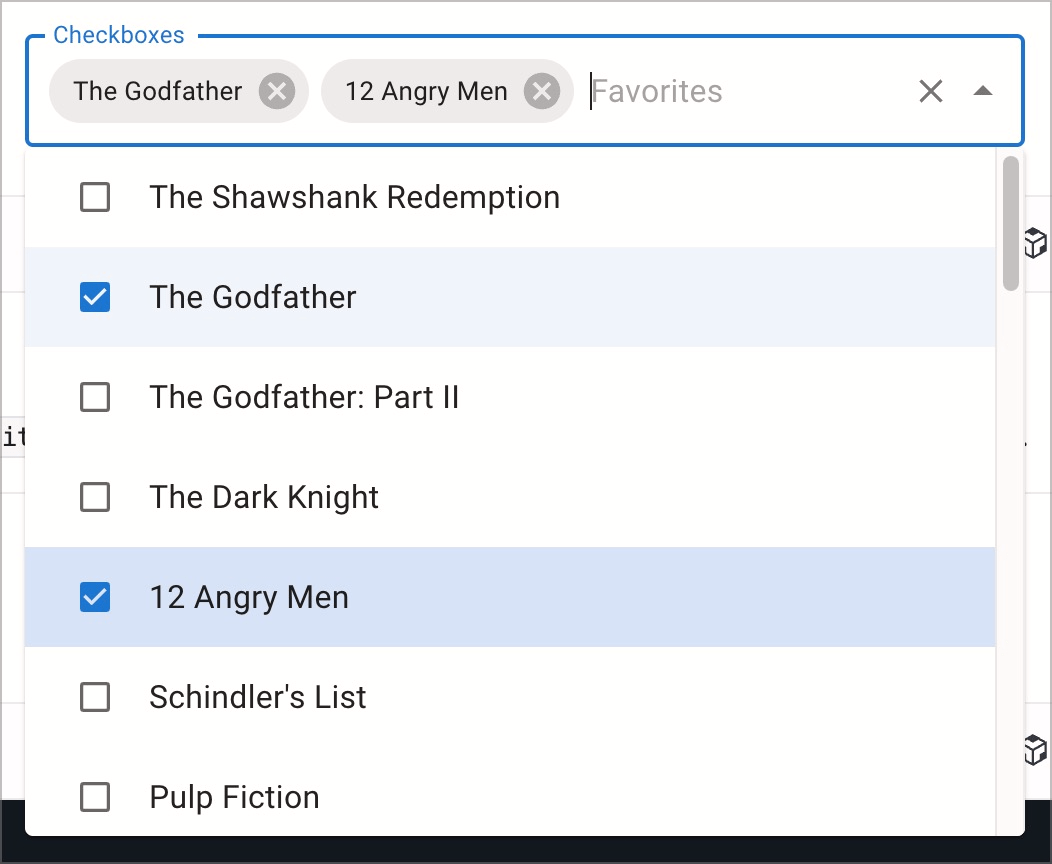 Checkboxes
The Godfather 12 Angry Men Favorites
The Shawshank Redemption
The Godfather
The Godfather: Part II
The Dark Knight
it
12 Angry Men
Schindler's List
Pulp Fiction